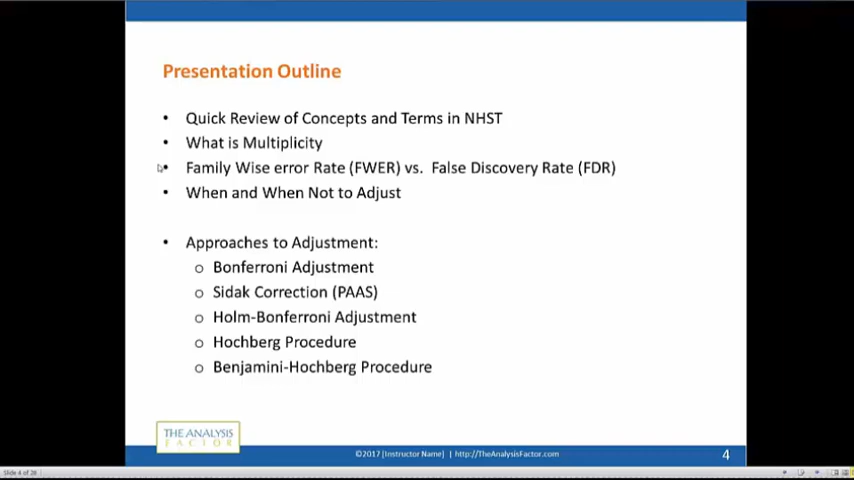 Presentation Outline
• Quick Review of Concepts and Terms in NHST
• What is Multiplicity
• Family Wise error Rate (FWER) vs. False Discovery Rate (FDR)
• When and When Not to Adjust
• Approaches to Adjustment:
o Bonferroni Adjustment
o Sidak Correction (PAAS)
o Holm-Bonferroni Adjustment
o Hochberg Procedure
o Benjamini-Hochberg Procedure
THE ANALYSIS
FACTOR
©2017 [Instructor Name] | http://TheAnalysisFactor.com
4
Slide 4 of 28